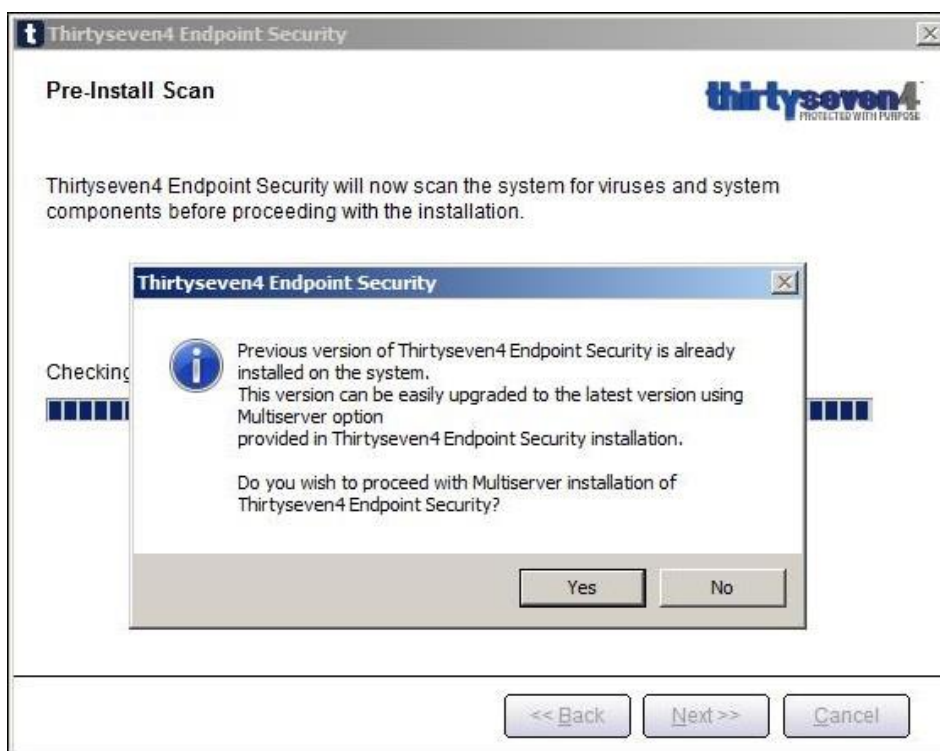 t Thirtyseven4 Endpoint Security
Pre-Install Scan
thirtyseven4
PROTECTED WITH PURPOSE
Thirtyseven4 Endpoint Security will now scan the system for viruses and system
components before proceeding with the installation.
Thirtyseven4 Endpoint Security
Checking
Previous version of Thirtyseven4 Endpoint Security is already
installed on the system.
This version can be easily upgraded to the latest version using
Multiserver option
provided in Thirtyseven4 Endpoint Security installation.
Do you wish to proceed with Multiserver installation of
Thirtyseven4 Endpoint Security?
Yes No
<< Back Next >> Cancel